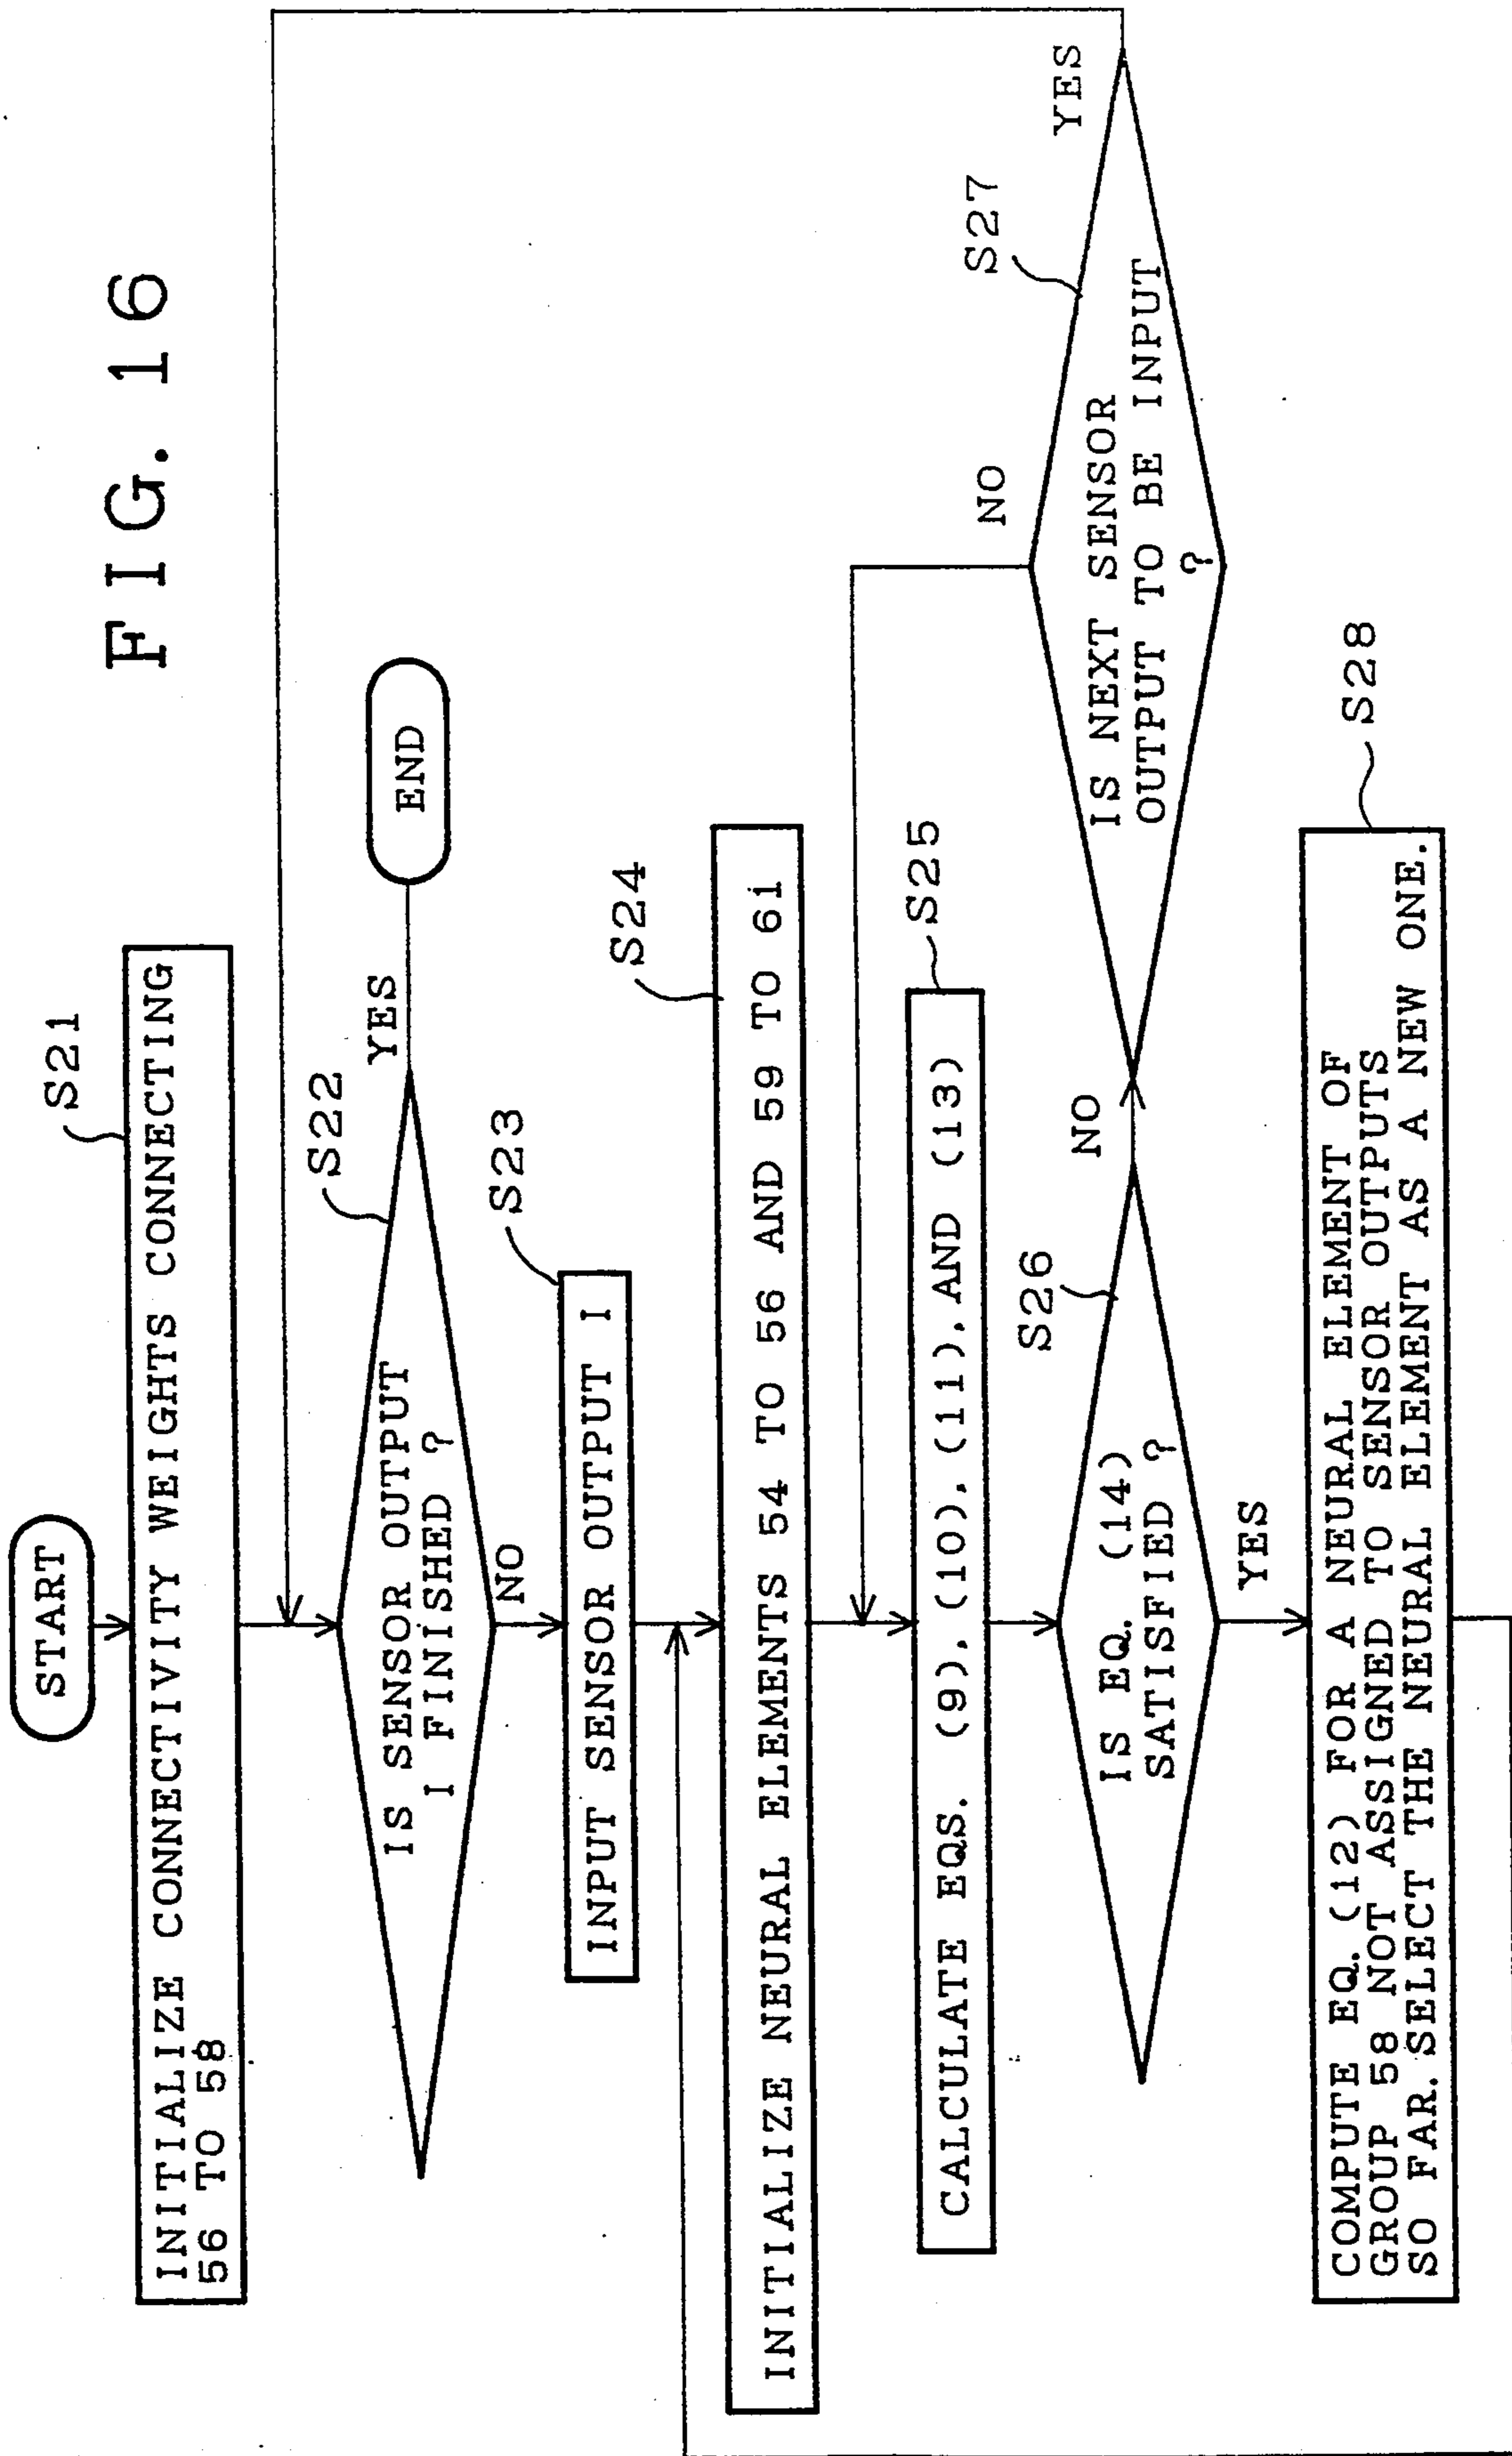 FIG. 16
START
S21
INITIALIZE CONNECTIVITY WEIGHTS CONNECTING
56 TO 58
S22
IS SENSOR OUTPUT
I FINISHED ?
YES
END
NO
S23
INPUT SENSOR OUTPUT I
S24
INITIALIZE NEURAL ELEMENTS 54 TO 56 AND 59 TO 61
S25
CALCULATE EQS. (9), (10), (11), AND (13)
S26
IS EQ. (14)
SATISFIED ?
NO
S27
IS NEXT SENSOR
OUTPUT TO BE INPUT
?
NO
YES
YES
S28
COMPUTE EQ. (12) FOR A NEURAL ELEMENT OF
GROUP 58 NOT ASSIGNED TO SENSOR OUTPUTS
SO FAR. SELECT THE NEURAL ELEMENT AS A NEW ONE.